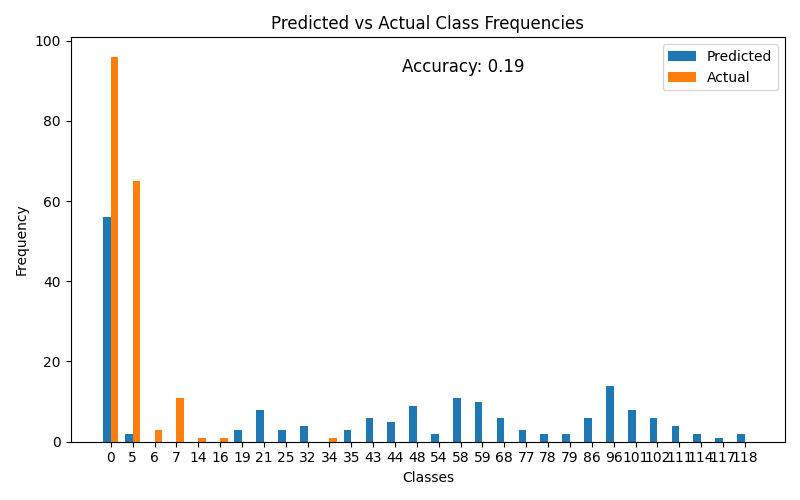 Predicted vs Actual Class Frequencies
Accuracy: 0.19
Predicted
Actual
100
80
60
40
20
0
Frequency
0 5 6 7 14 16 19 21 25 32 34 35 43 44 48 54 58 59 68 77 78 79 86 96 101 102 111 114 117 118
Classes